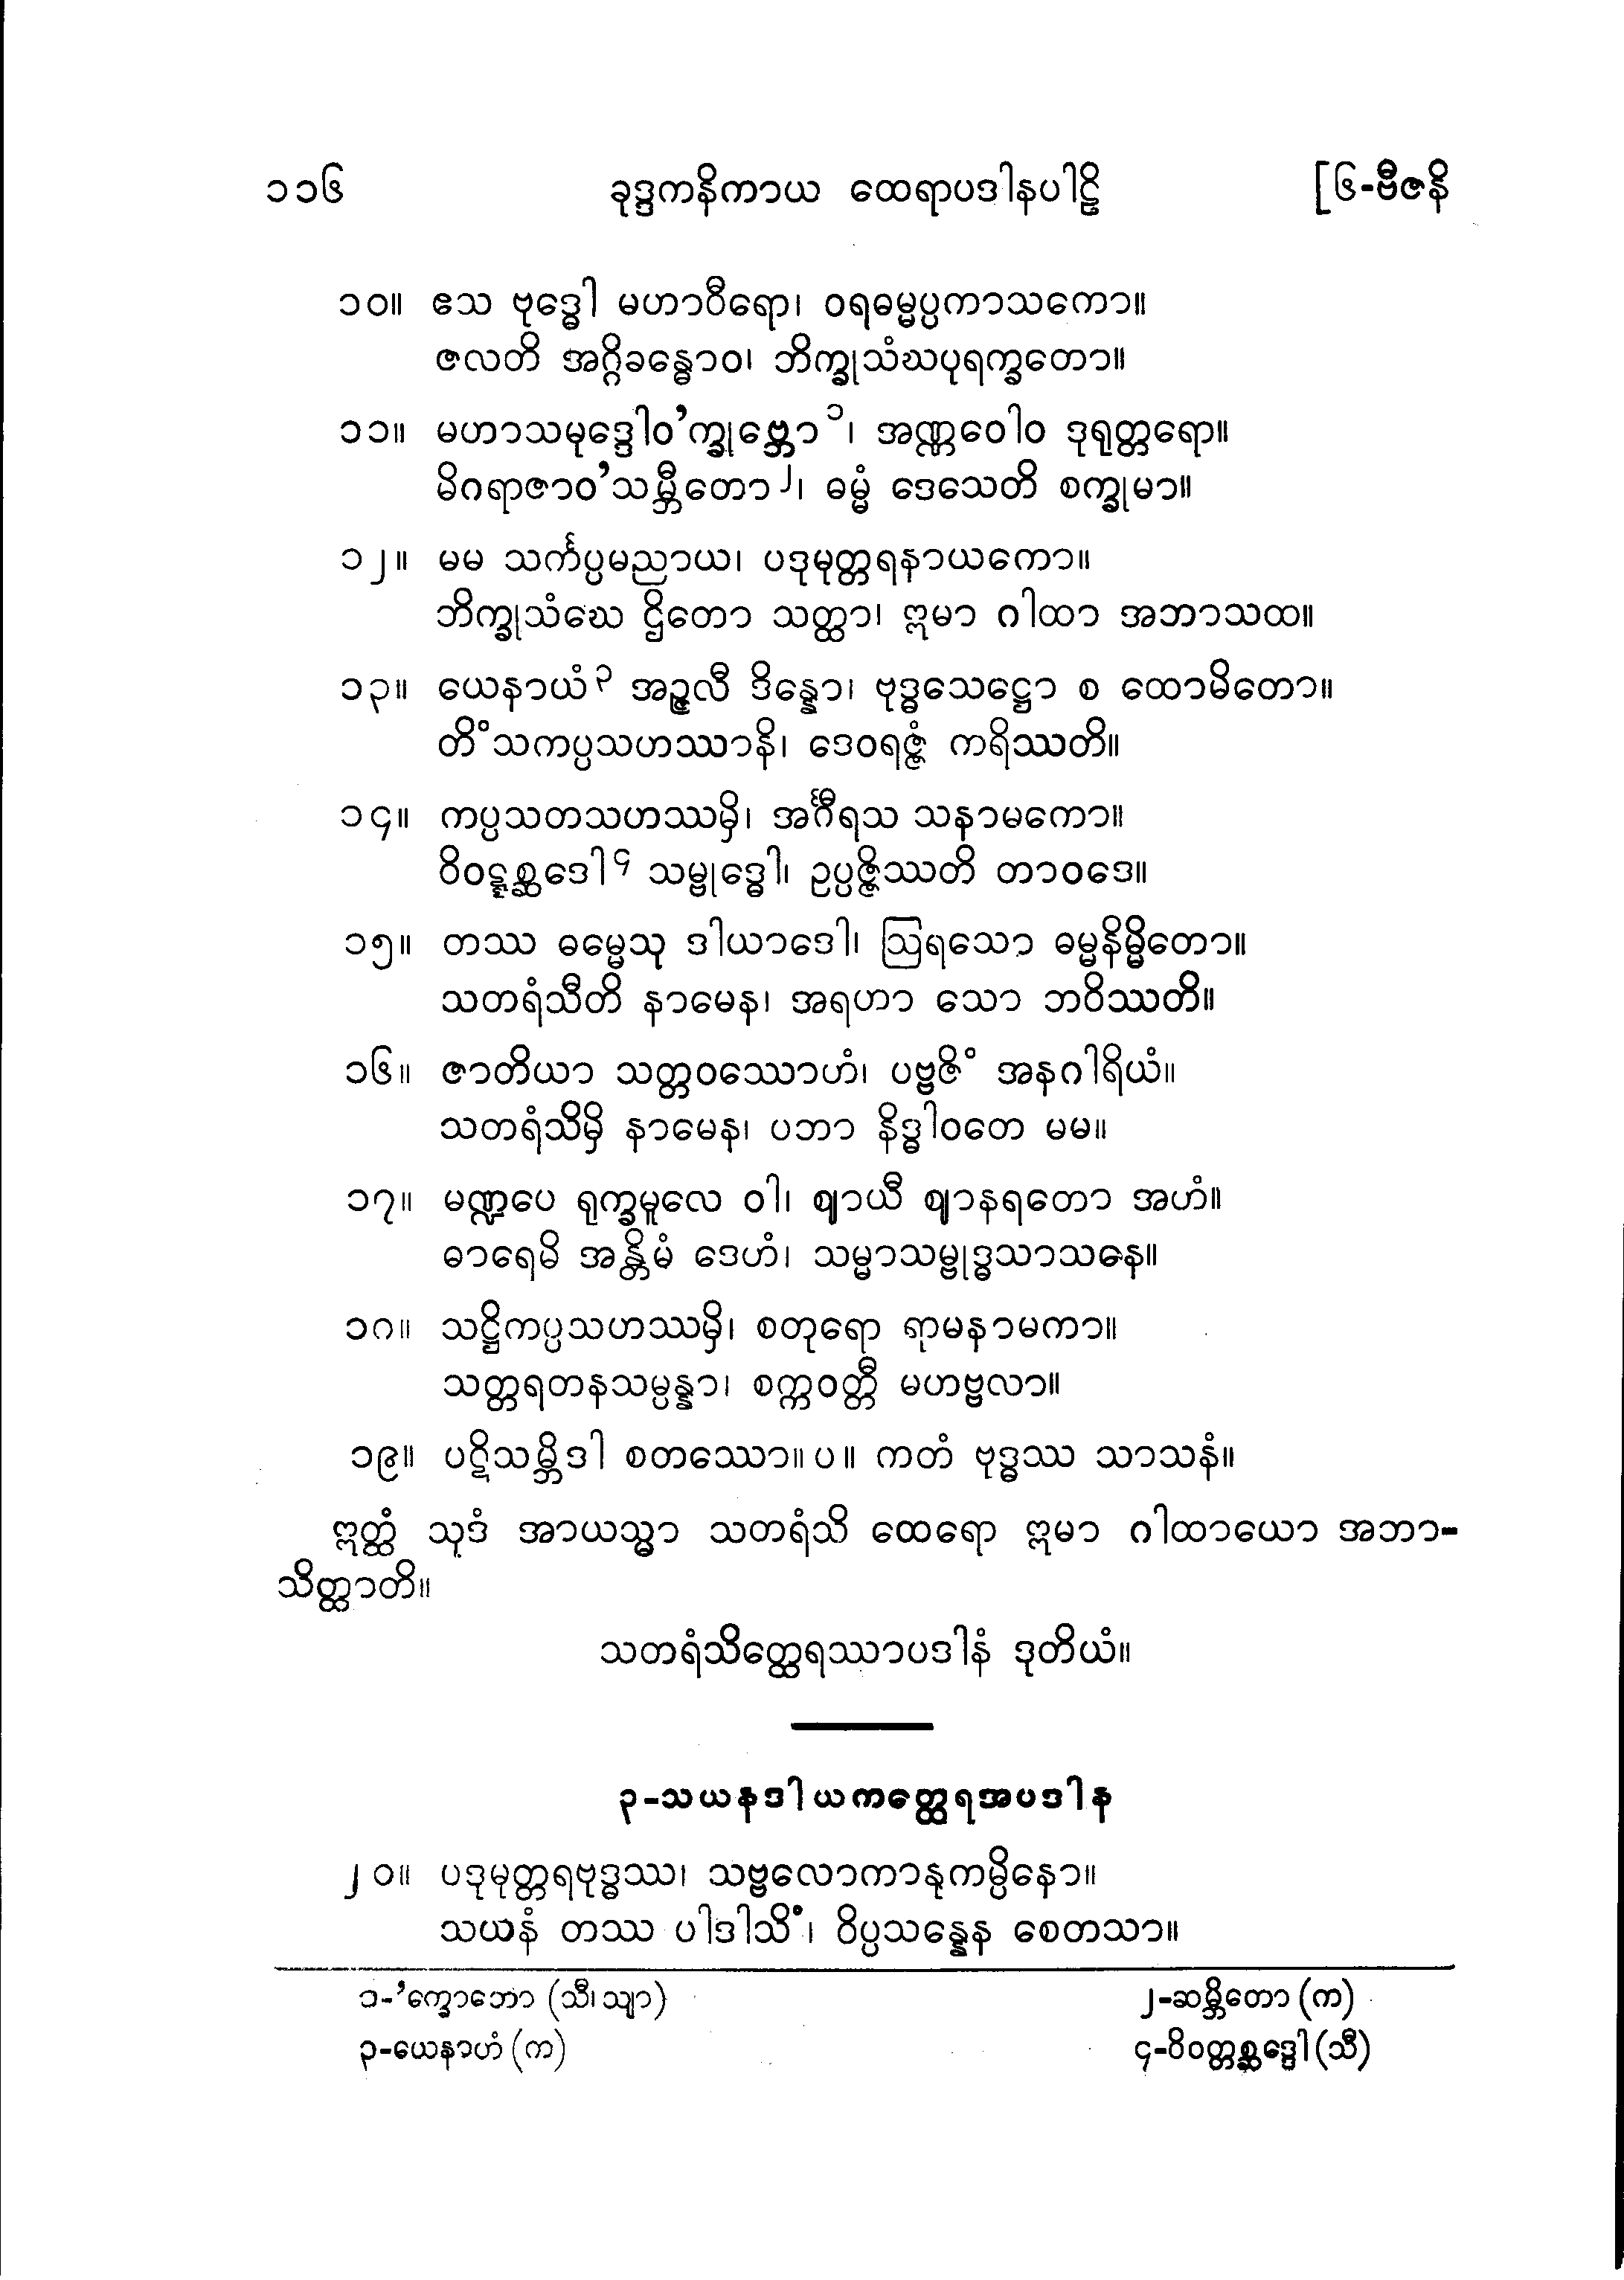 ၁၁၆ ခုဒ္ဒကနိကာယ ထေရာပဒါနပါဠိ [၆-ဗီဇနိ
၁၀။ ဧသ ဗုဒ္ဓေါ မဟာဝီရော၊ ဝရဓမ္မပ္ပကာသကော။
ဇလတိ အဂ္ဂိခန္ဓောဝ၊ ဘိက္ခုသံဃပုရက္ခတော။
၁၁။ မဟာသမုဒ္ဒေါဝ’က္ခုဗ္ဘော၁၊ အဏ္ဏဝေါဝ ဒုရုတ္တရော။
မိဂရာဇာဝ’သမ္ဘီတော၂၊ ဓမ္မံ ဒေသေတိ စက္ခုမာ။
၁၂။ မမ သင်္ကပ္ပမညာယ၊ ပဒုမုတ္တရနာယကော။
ဘိက္ခုသံဃေ ဌိတော သတ္ထာ၊ ဣမာ ဂါထာ အဘာသထ။
၁၃။ ယေနာယံ၃ အဉ္ဇလီ ဒိန္နော၊ ဗုဒ္ဓသေဋ္ဌော စ ထောမိတော။
တိံသကပ္ပသဟဿာနိ၊ ဒေဝရဇ္ဇံ ကရိဿတိ။
၁၄။ ကပ္ပသတသဟဿမှိ၊ အင်္ဂီရသ သနာမကော။
ဝိဝဋ္ဋစ္ဆဒေါ၄ သမ္ဗုဒ္ဓေါ၊ ဥပ္ပဇ္ဇိဿတိ တာဝဒေ။
၁၅။ တဿ ဓမ္မေသု ဒါယာဒေါ၊ ဩရသော ဓမ္မနိမ္မိတော။
သတရံသီတိ နာမေန၊ အရဟာ သော ဘဝိဿတိ။
၁၆။ ဇာတိယာ သတ္တဝဿောဟံ၊ ပဗ္ဗဇိံ အနဂါရိယံ။
သတရံသိမှိ နာမေန၊ ပဘာ နိဒ္ဓါဝတေ မမ။
၁၇။ မဏ္ဍပေ ရုက္ခမူလေ ဝါ၊ ဈာယီ ဈာနရတော အဟံ။
ဓာရေမိ အန္တိမံ ဒေဟံ၊ သမ္မာသမ္ဗုဒ္ဓသာသနေ။
၁၈။ သဋ္ဌိကပ္ပသဟဿမှိ၊ စတုရော ရာမနာမကာ။
သတ္တရတနသမ္ပန္နာ၊ စက္ကဝတ္တီ မဟဗ္ဗလာ။
၁၉။ ပဋိသမ္ဘိဒါ စတဿော။ပ။ ကတံ ဗုဒ္ဓဿ သာသနံ။
ဣတ္ထံ သုဒံ အာယသ္မာ သတရံသိ ထေရော ဣမာ ဂါထာယော အဘာ-
သိတ္ထာတိ။
သတရံသိတ္ထေရဿာပဒါနံ ဒုတိယံ။
၃-သယနဒါယကတ္ထေရအပဒါန
၂၀။ ပဒုမုတ္တရဗုဒ္ဓဿ၊ သဗ္ဗလောကာနုကမ္ပိနော။
သယနံ တဿ ပါဒါသိံ၊ ဝိပ္ပသန္နေန စေတသာ။
၁-’က္ခောဘော (သီ၊သျာ) ၂-ဆမ္ဘိတော (က)
၃-ယေနာဟံ (က) ၄-ဝိဝတ္တစ္ဆဒ္ဒေါ (သီ)